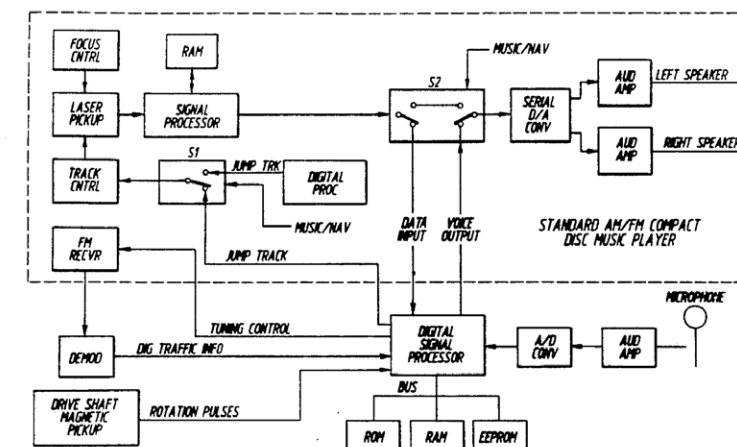 FOCUS
CNTRL
RAM
S2
MUSIC/NAV
AUD
AMP
LEFT SPEAKER
LASER
PICKUP
SIGNAL
PROCESSOR
SERIAL
D/A
CONV
AUD
AMP
RIGHT SPEAKER
S1
TRACK
CNTRL
JUMP TRK
DIGITAL
PROC
MUSIC/NAV
DATA
INPUT
VOICE
OUTPUT
STANDARD AM/FM COMPACT
DISC MUSIC PLAYER
FM
RECVR
JUMP TRACK
MICROPHONE
TUNING CONTROL
DIGITAL
SIGNAL
PROCESSOR
A/D
CONV
AUD
AMP
DEMOD
DIG TRAFFIC INFO
BUS
DRIVE SHAFT
MAGNETIC
PICKUP
ROTATION PULSES
ROM
RAM
EEPROM